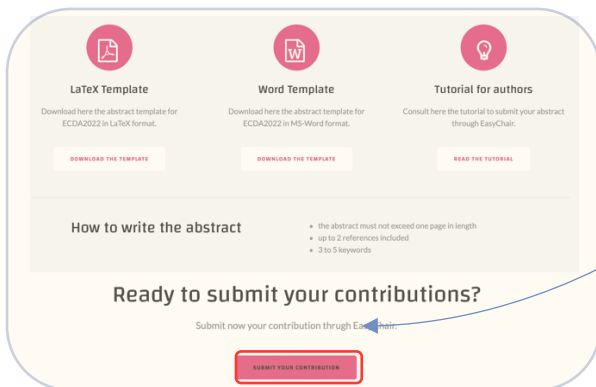 LaTeX Template
Download here the abstract template for
ECDA2022 in LaTeX format.
DOWNLOAD THE TEMPLATE
W
Word Template
Download here the abstract template for
ECDA2022 in MS-Word format.
DOWNLOAD THE TEMPLATE
Tutorial for authors
Consult here the tutorial to submit your abstract
through EasyChair.
READ THE TUTORIAL
How to write the abstract
• the abstract must not exceed one page in length
• up to 2 references included
• 3 to 5 keywords
Ready to submit your contributions?
Submit now your contribution thrugh EasyChair.
SUBMIT YOUR CONTRIBUTION